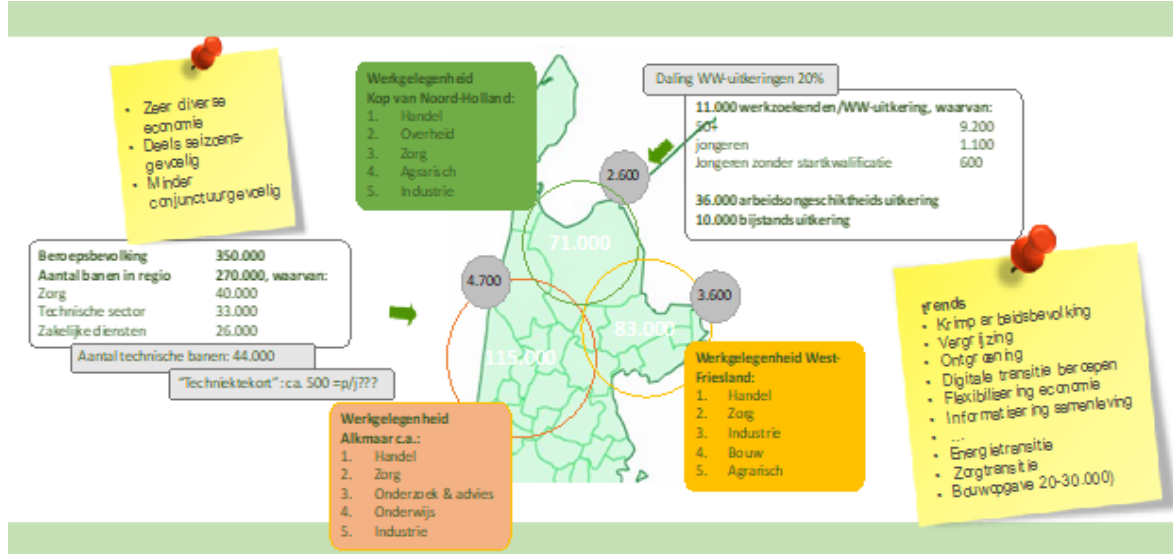 Zeer diverse
economie
Deels seizoens-
gevoelig
Minder
conjunctuurgevoelig
Werkgelegenheid
Kop van Noord-Holland:
1. Handel
2. Overheid
3. Zorg
4. Agrarisch
5. Industrie
Daling WW-uitkeringen 20%
11.000 werkzoekenden/WW-uitkering, waarvan:
50+ 9.200
jongeren 1.100
Jongeren zonder startkwalificatie 600
36.000 arbeidsongeschiktheidsuitkering
10.000 bijstandsuitkering
2.600
71.000
Beroepsbevolking 350.000
Aantal banen in regio 270.000, waarvan:
Zorg 40.000
Technische sector 33.000
Zakelijke diensten 26.000
Aantal technische banen: 44.000
"Techniektekort": ca. 500 =p/j???
4.700
115.000
3.600
83.000
Werkgelegenheid West-
Friesland:
1. Handel
2. Zorg
3. Industrie
4. Bouw
5. Agrarisch
Werkgelegenheid
Alkmaar c.a.:
1. Handel
2. Zorg
3. Onderzoek & advies
4. Onderwijs
5. Industrie
trends
Krimp arbeidsbevolking
Vergrijzing
Ontgroening
Digitale transitie beroepen
Flexibilisering economie
Informatisering samenleving
...
Energietransitie
Zorgtransitie
Bouwopgave 20-30.000)